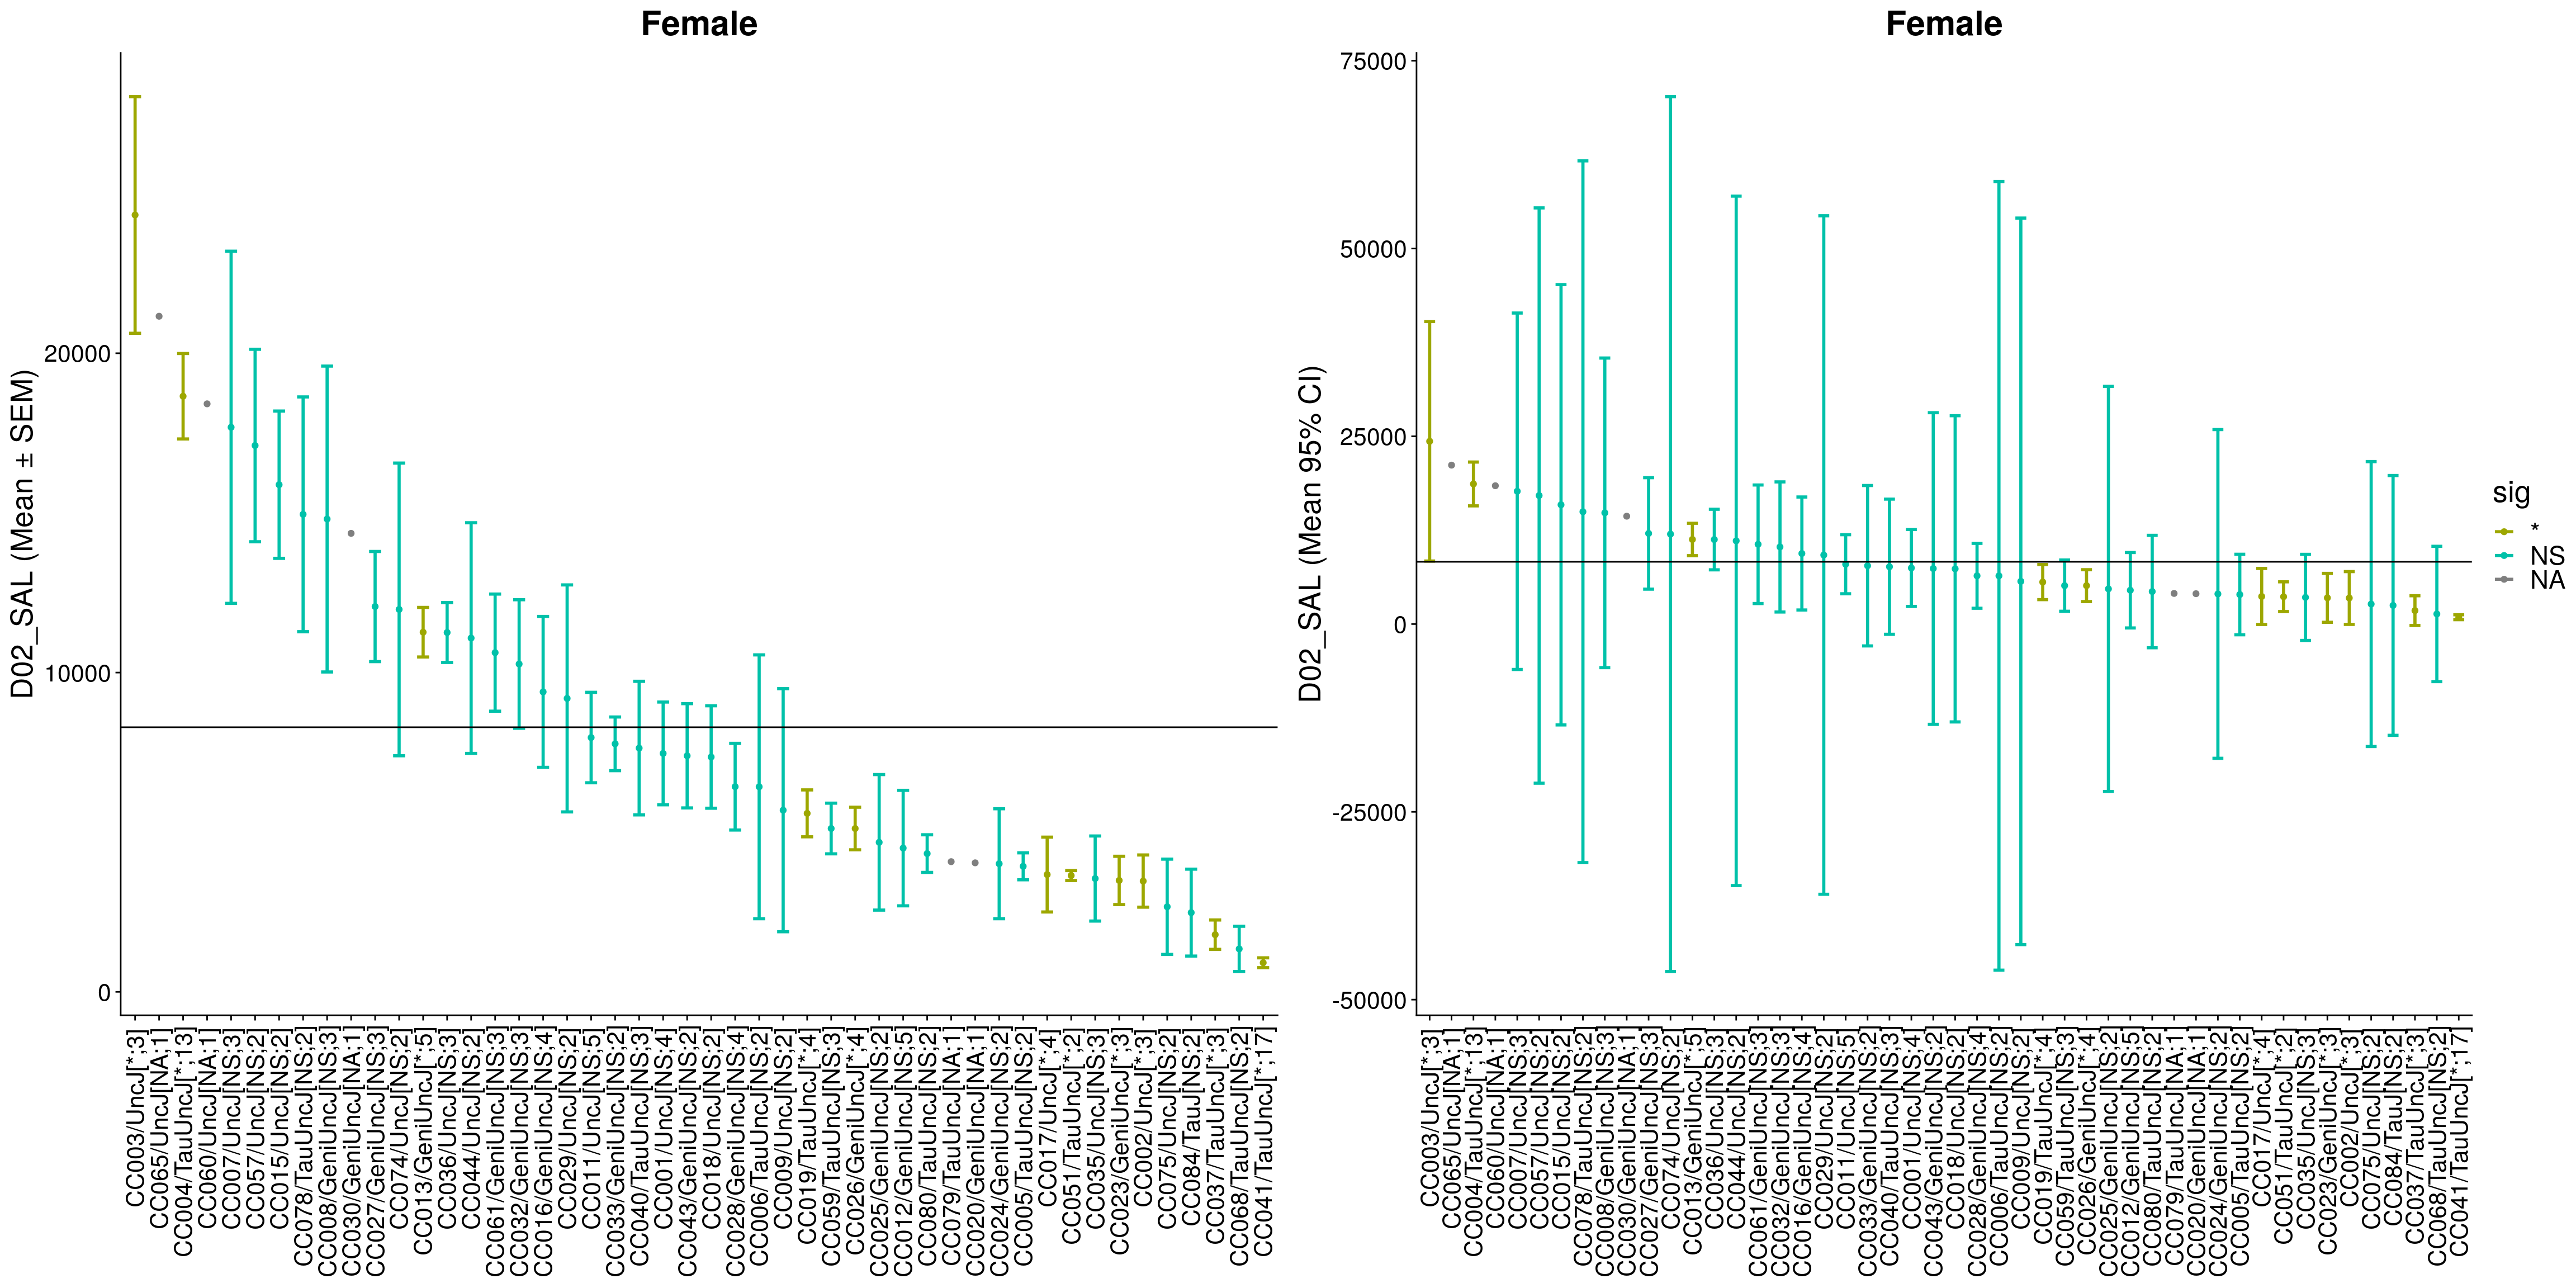 Female
D02_SAL (Mean ± SEM)
20000
10000
0
CC003/UncJ[*;3]
CC065/UncJ[NA;1]
CC004/TauUncJ[*;13]
CC060/UncJ[NA;1]
CC007/UncJ[NS;3]
CC057/UncJ[NS;2]
CC015/UncJ[NS;2]
CC078/TauUncJ[NS;2]
CC008/GeniUncJ[NS;3]
CC030/GeniUncJ[NA;1]
CC027/GeniUncJ[NS;3]
CC074/UncJ[NS;2]
CC013/GeniUncJ[*;5]
CC036/UncJ[NS;3]
CC044/UncJ[NS;2]
CC061/GeniUncJ[NS;3]
CC032/GeniUncJ[NS;3]
CC016/GeniUncJ[NS;4]
CC029/UncJ[NS;2]
CC011/UncJ[NS;5]
CC033/GeniUncJ[NS;2]
CC040/TauUncJ[NS;3]
CC001/UncJ[NS;4]
CC043/GeniUncJ[NS;2]
CC018/UncJ[NS;2]
CC028/GeniUncJ[NS;4]
CC006/TauUncJ[NS;2]
CC009/UncJ[NS;2]
CC019/TauUncJ[*;4]
CC059/TauUncJ[NS;3]
CC026/GeniUncJ[*;4]
CC025/GeniUncJ[NS;2]
CC012/GeniUncJ[NS;5]
CC080/TauUncJ[NS;2]
CC079/TauUncJ[NA;1]
CC020/GeniUncJ[NA;1]
CC024/GeniUncJ[NS;2]
CC005/TauUncJ[NS;2]
CC017/UncJ[*;4]
CC051/TauUncJ[*;2]
CC035/UncJ[NS;3]
CC023/GeniUncJ[*;3]
CC002/UncJ[*;3]
CC075/UncJ[NS;2]
CC084/TauJ[NS;2]
CC037/TauUncJ[*;3]
CC068/TauUncJ[NS;2]
CC041/TauUncJ[*;17]
Female
D02_SAL (Mean 95% CI)
75000
50000
25000
0
-25000
-50000
CC003/UncJ[*;3]
CC065/UncJ[NA;1]
CC004/TauUncJ[*;13]
CC060/UncJ[NA;1]
CC007/UncJ[NS;3]
CC057/UncJ[NS;2]
CC015/UncJ[NS;2]
CC078/TauUncJ[NS;2]
CC008/GeniUncJ[NS;3]
CC030/GeniUncJ[NA;1]
CC027/GeniUncJ[NS;3]
CC074/UncJ[NS;2]
CC013/GeniUncJ[*;5]
CC036/UncJ[NS;3]
CC044/UncJ[NS;2]
CC061/GeniUncJ[NS;3]
CC032/GeniUncJ[NS;3]
CC016/GeniUncJ[NS;4]
CC029/UncJ[NS;2]
CC011/UncJ[NS;5]
CC033/GeniUncJ[NS;2]
CC040/TauUncJ[NS;3]
CC001/UncJ[NS;4]
CC043/GeniUncJ[NS;2]
CC018/UncJ[NS;2]
CC028/GeniUncJ[NS;4]
CC006/TauUncJ[NS;2]
CC009/UncJ[NS;2]
CC019/TauUncJ[*;4]
CC059/TauUncJ[NS;3]
CC026/GeniUncJ[*;4]
CC025/GeniUncJ[NS;2]
CC012/GeniUncJ[NS;5]
CC080/TauUncJ[NS;2]
CC079/TauUncJ[NA;1]
CC020/GeniUncJ[NA;1]
CC024/GeniUncJ[NS;2]
CC005/TauUncJ[NS;2]
CC017/UncJ[*;4]
CC051/TauUncJ[*;2]
CC035/UncJ[NS;3]
CC023/GeniUncJ[*;3]
CC002/UncJ[*;3]
CC075/UncJ[NS;2]
CC084/TauJ[NS;2]
CC037/TauUncJ[*;3]
CC068/TauUncJ[NS;2]
CC041/TauUncJ[*;17]
sig
*
NS
NA